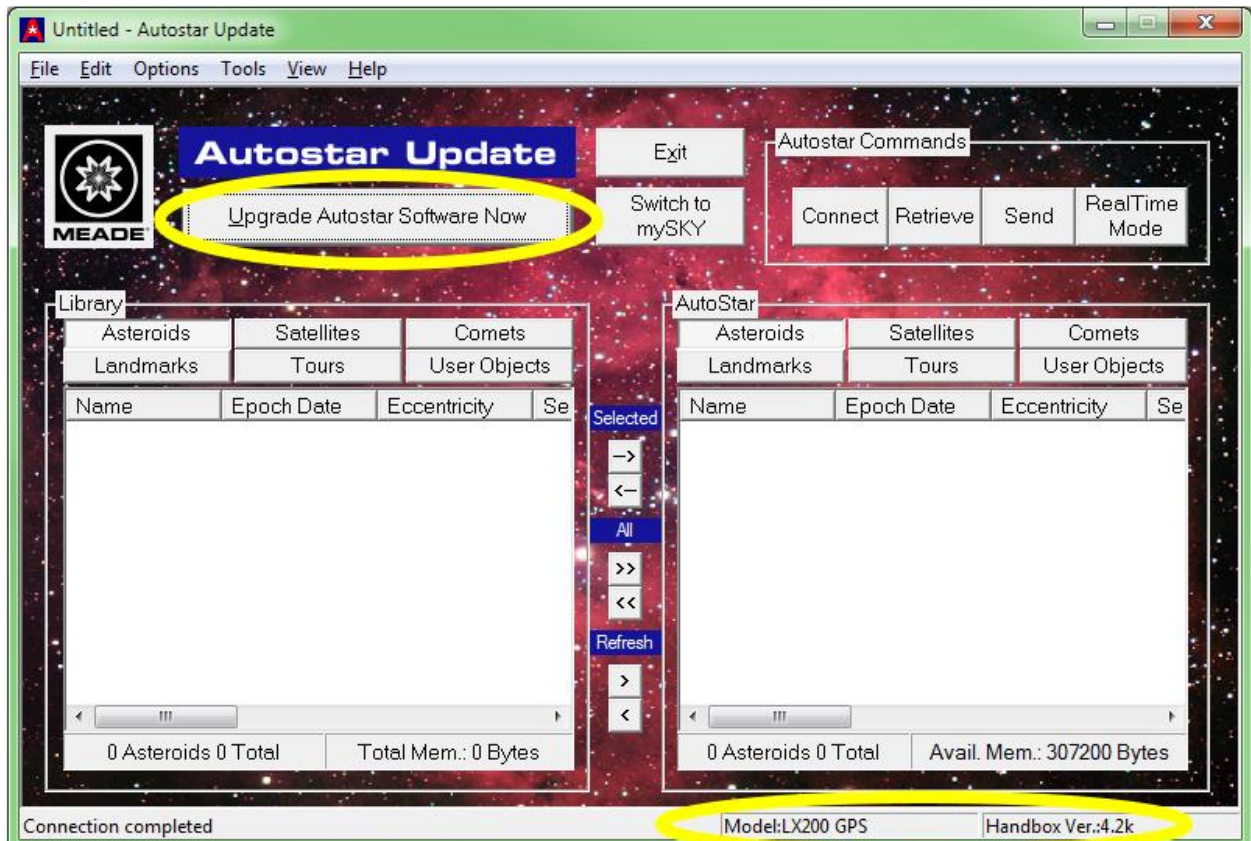 Untitled - Autostar Update
X
File Edit Options Tools View Help
MEADE
Autostar Update
Upgrade Autostar Software Now
Exit
Switch to
mySKY
Autostar Commands
Connect
Retrieve
Send
RealTime
Mode
Library
Asteroids Satellites Comets
Landmarks Tours User Objects
Name Epoch Date Eccentricity Se
0 Asteroids 0 Total Total Mem.: 0 Bytes
Selected
-->
<--
All
>>
<<
Refresh
>
<
AutoStar
Asteroids Satellites Comets
Landmarks Tours User Objects
Name Epoch Date Eccentricity Se
0 Asteroids 0 Total Avail. Mem.: 307200 Bytes
Connection completed Model:LX200 GPS Handbox Ver.:4.2k